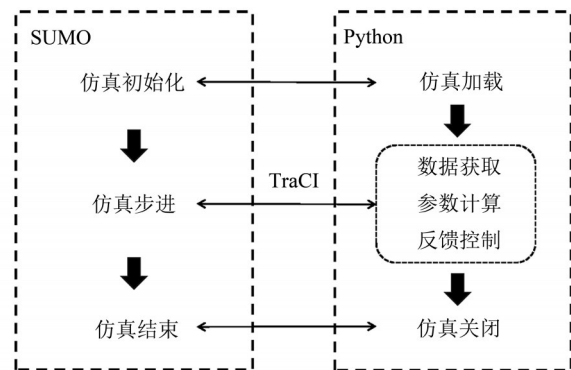 SUMO
Python
仿真初始化
仿真加载
数据获取
TraCI
仿真步进
参数计算
反馈控制
仿真结束
仿真关闭